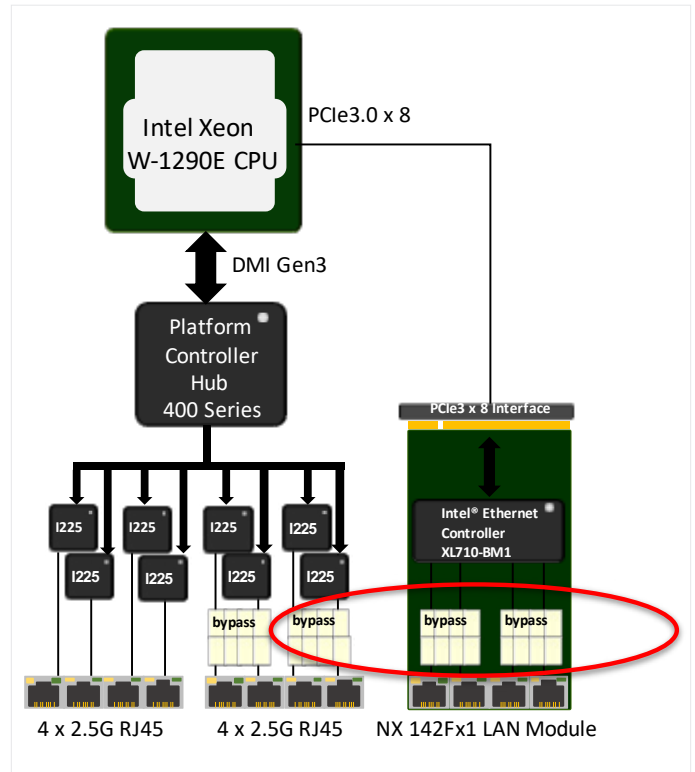 Intel Xeon
W-1290E CPU
PCIe3.0 x 8
DMI Gen3
Platform
Controller
Hub
400 Series
PCIe3 x 8 Interface
Intel® Ethernet
Controller
XL710-BM1
I225
I225
I225
I225
I225
I225
I225
I225
bypass
bypass
bypass
bypass
4 x 2.5G RJ45
4 x 2.5G RJ45
NX 142Fx1 LAN Module